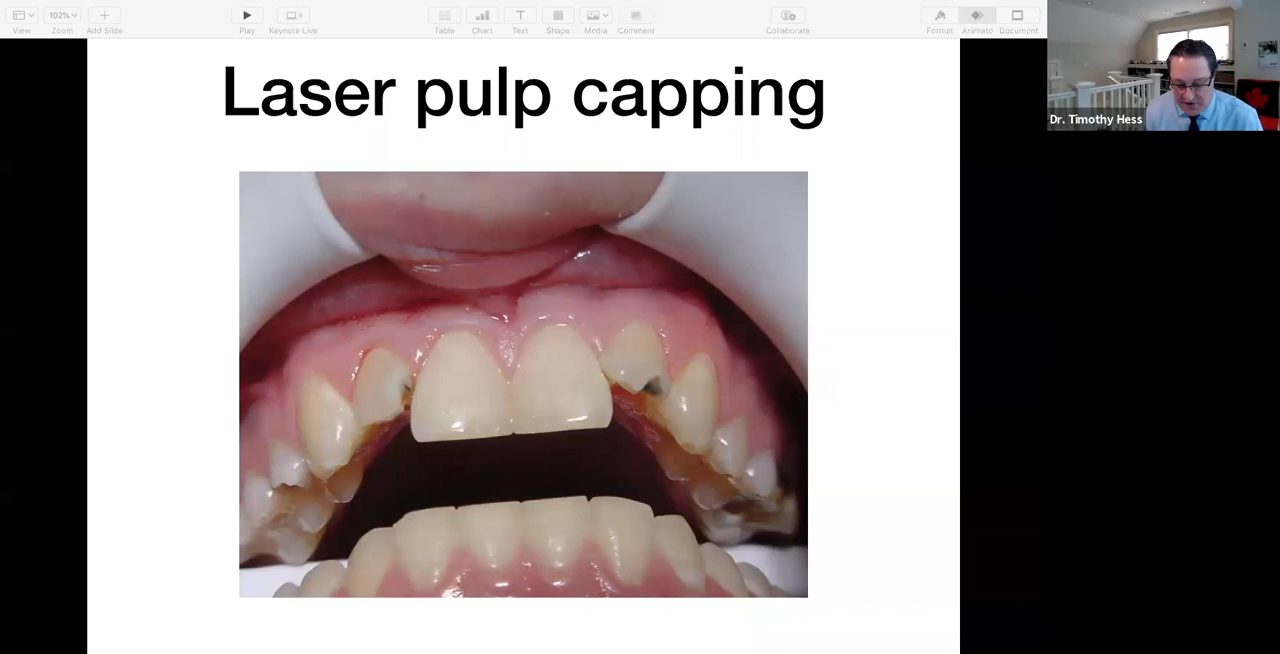 102%
View
Zoom
Add Slide
Play
Keynote Live
Table
Chart
Text
Shape
Media
Comment
Collaborate
Format
Animate
Document
Dr. Timothy Hess
Laser pulp capping